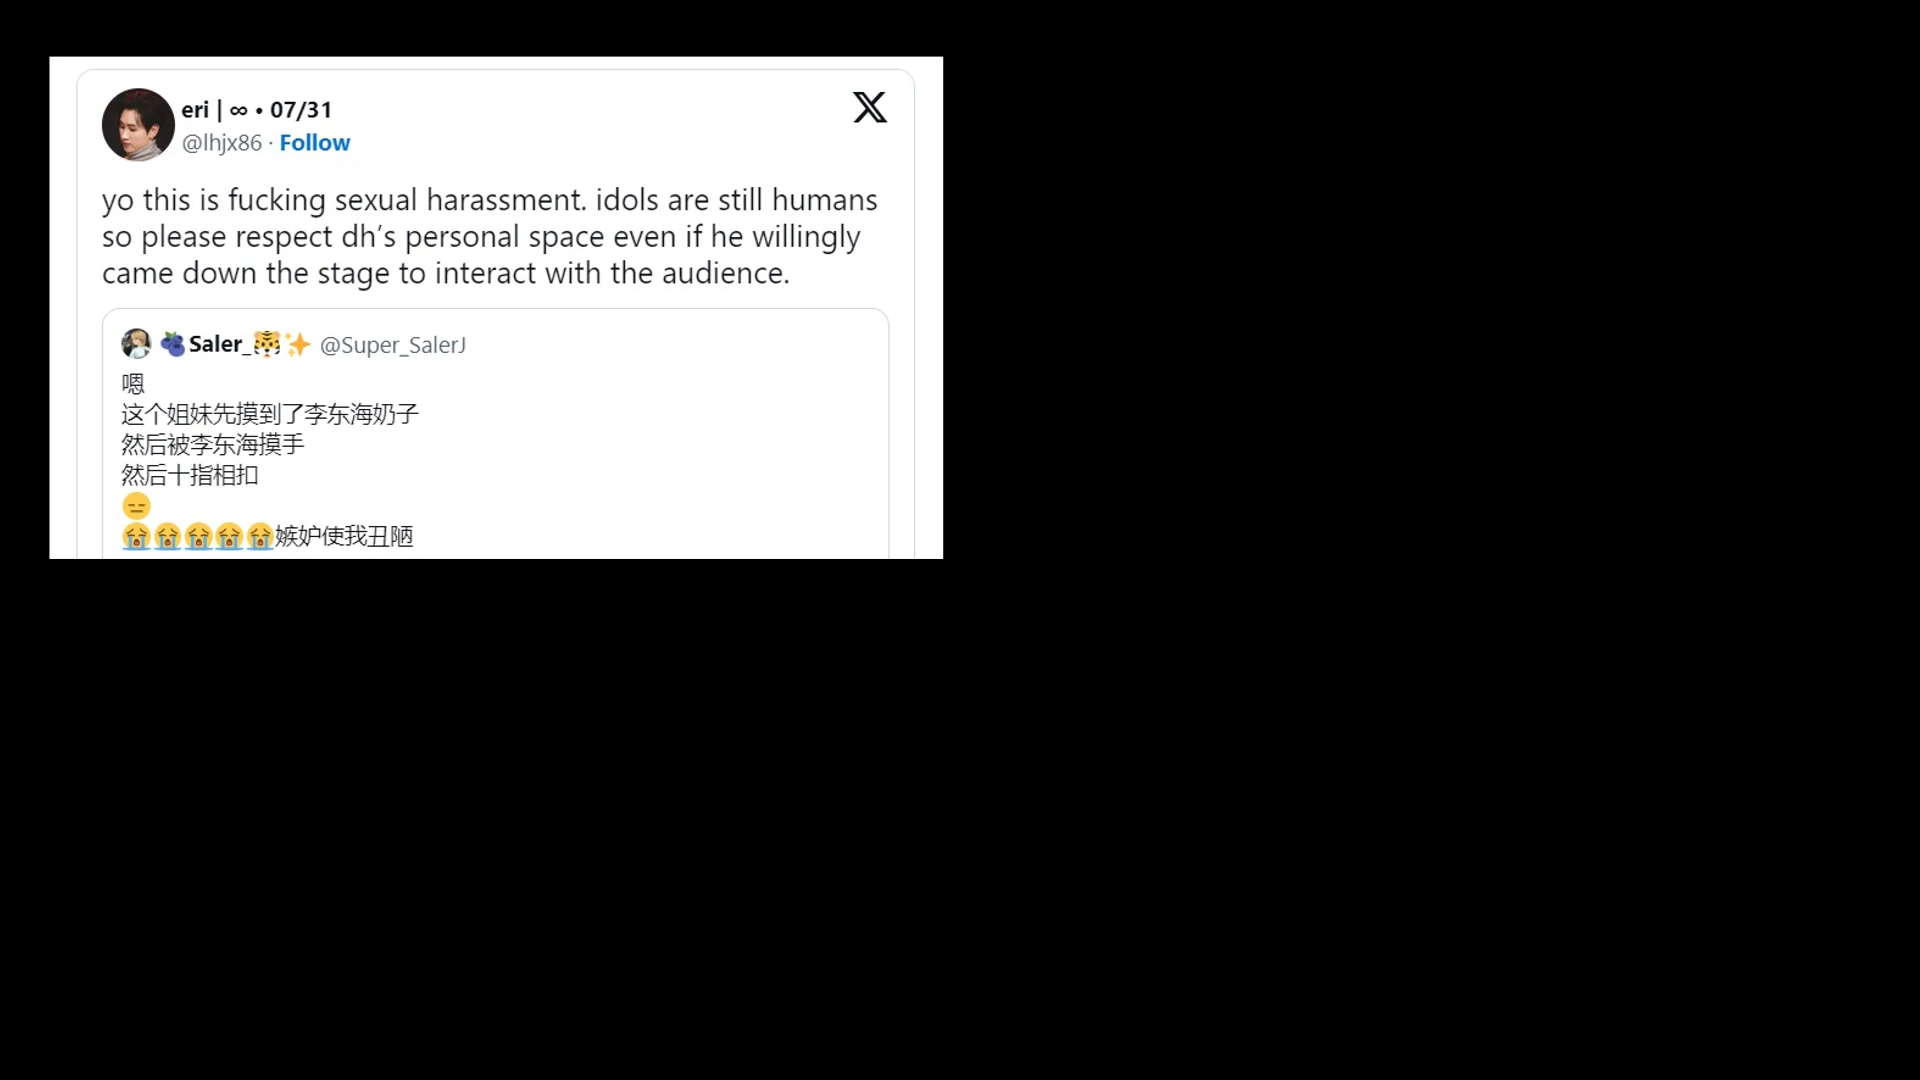 eri | ∞ • 07/31
@lhjx86 · Follow
yo this is fucking sexual harassment. idols are still humans
so please respect dh’s personal space even if he willingly
came down the stage to interact with the audience.
🫐Saler_🐯✨ @Super_SalerJ
嗯
这个姐妹先摸到了李东海奶子
然后被李东海摸手
然后十指相扣
😑
😭😭😭😭😭嫉妒使我丑陋